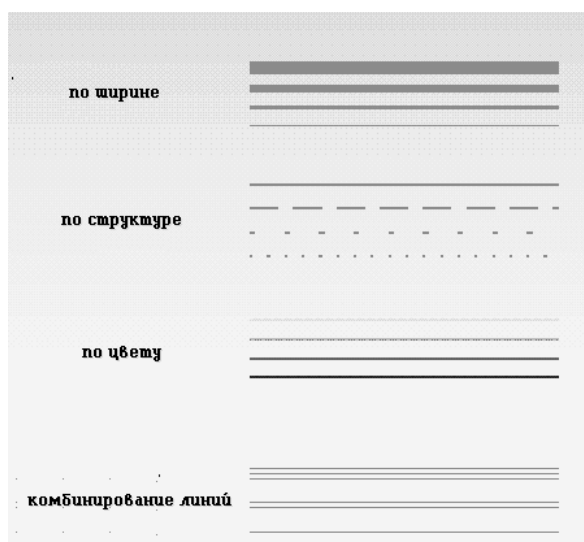 по ширине
по структуре
по цвету
комбинирование линий